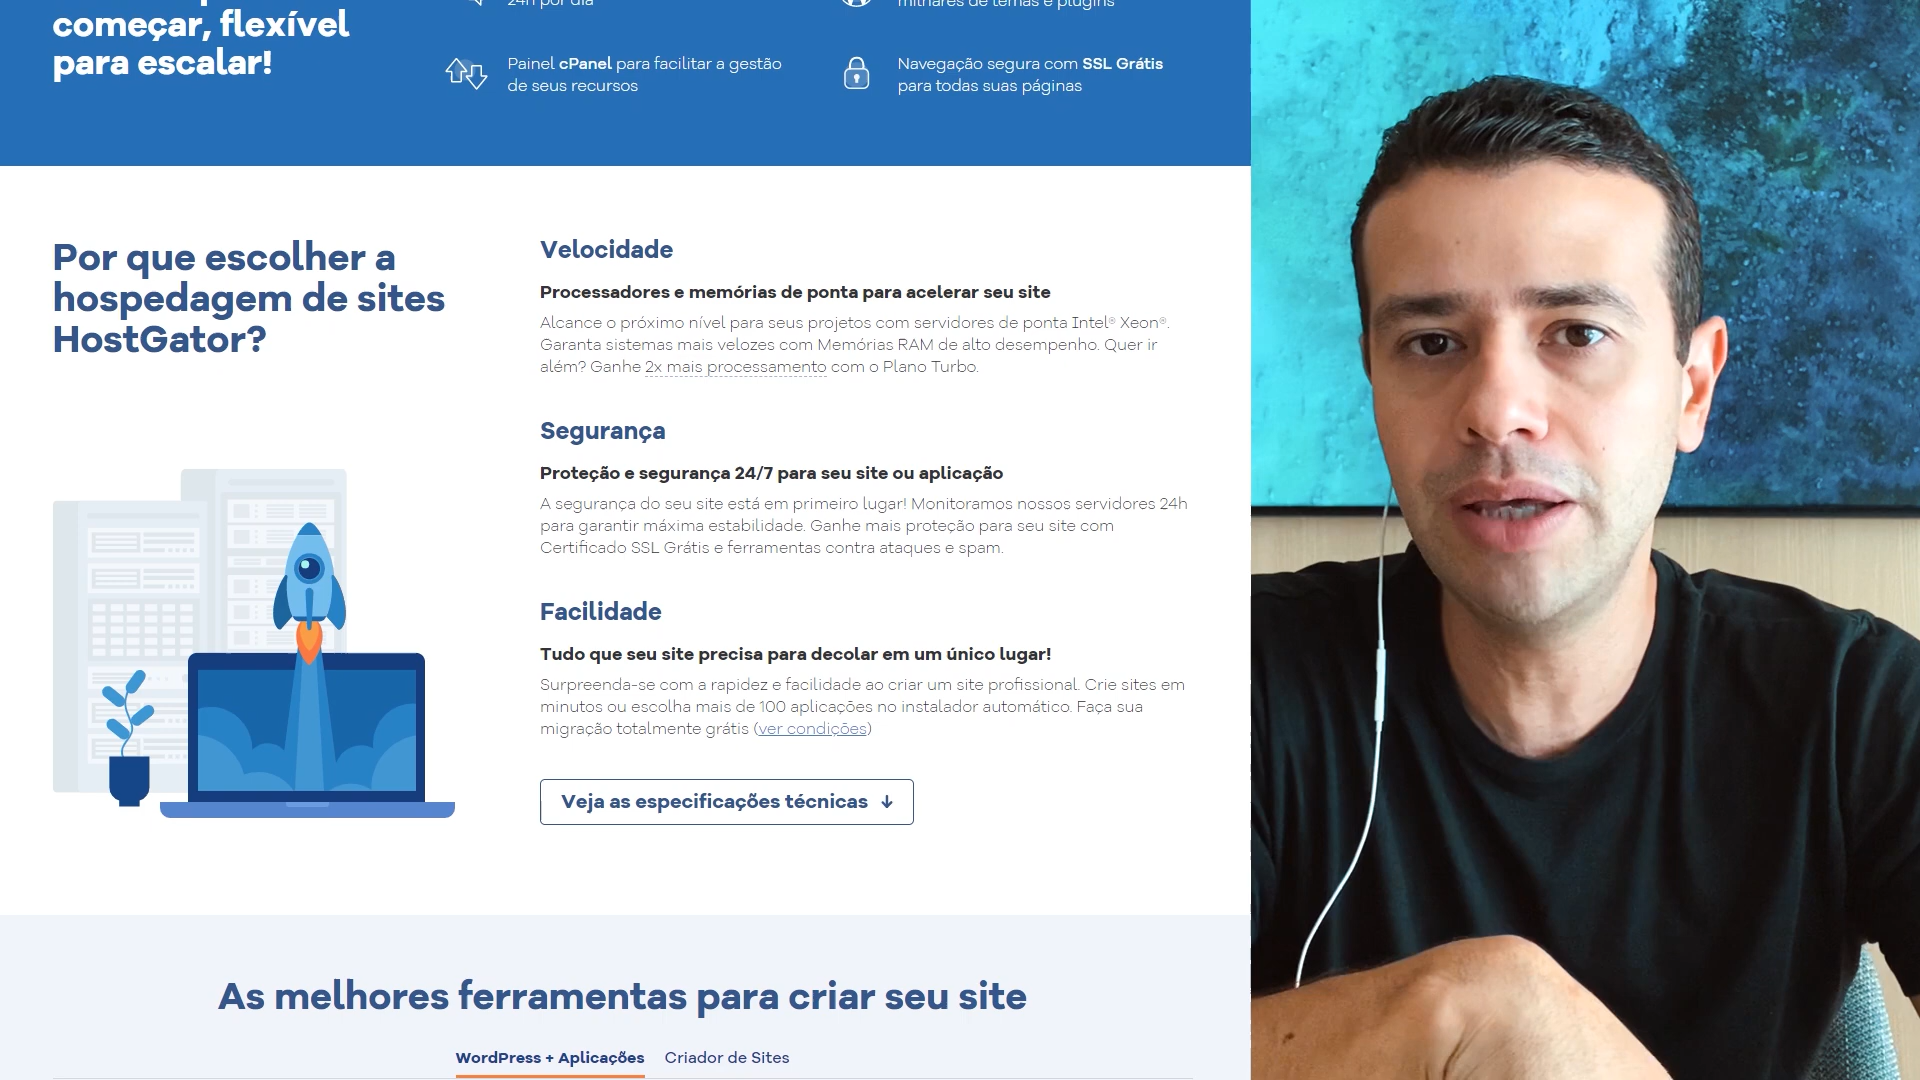 começar, flexível
para escalar!
24h por dia
milhares de temas e plugins
Painel cPanel para facilitar a gestão
de seus recursos
Navegação segura com SSL Grátis
para todas suas páginas
Por que escolher a
hospedagem de sites
HostGator?
Velocidade
Processadores e memórias de ponta para acelerar seu site
Alcance o próximo nível para seus projetos com servidores de ponta Intel® Xeon®.
Garanta sistemas mais velozes com Memórias RAM de alto desempenho. Quer ir
além? Ganhe 2x mais processamento com o Plano Turbo.
Segurança
Proteção e segurança 24/7 para seu site ou aplicação
A segurança do seu site está em primeiro lugar! Monitoramos nossos servidores 24h
para garantir máxima estabilidade. Ganhe mais proteção para seu site com
Certificado SSL Grátis e ferramentas contra ataques e spam.
Facilidade
Tudo que seu site precisa para decolar em um único lugar!
Surpreenda-se com a rapidez e facilidade ao criar um site profissional. Crie sites em
minutos ou escolha mais de 100 aplicações no instalador automático. Faça sua
migração totalmente grátis (ver condições)
Veja as especificações técnicas ↓
As melhores ferramentas para criar seu site
WordPress + Aplicações
Criador de Sites